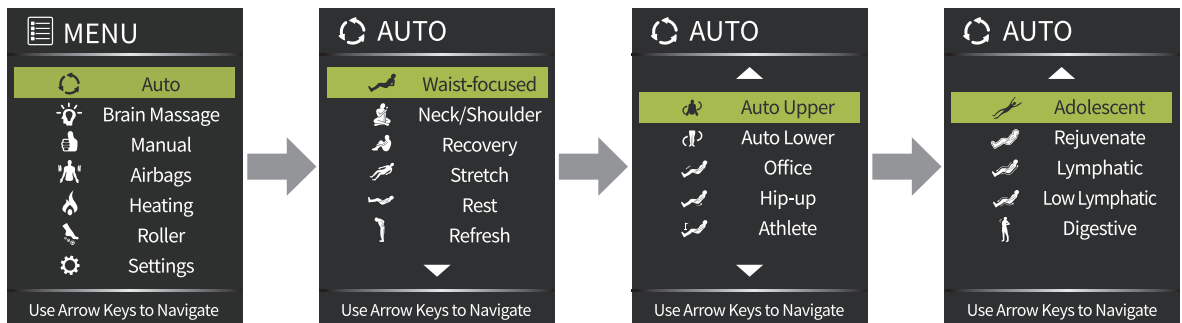 MENU
Auto
Brain Massage
Manual
Airbags
Heating
Roller
Settings
Use Arrow Keys to Navigate
AUTO
Waist-focused
Neck/Shoulder
Recovery
Stretch
Rest
Refresh
Use Arrow Keys to Navigate
AUTO
Auto Upper
Auto Lower
Office
Hip-up
Athlete
Use Arrow Keys to Navigate
AUTO
Adolescent
Rejuvenate
Lymphatic
Low Lymphatic
Digestive
Use Arrow Keys to Navigate